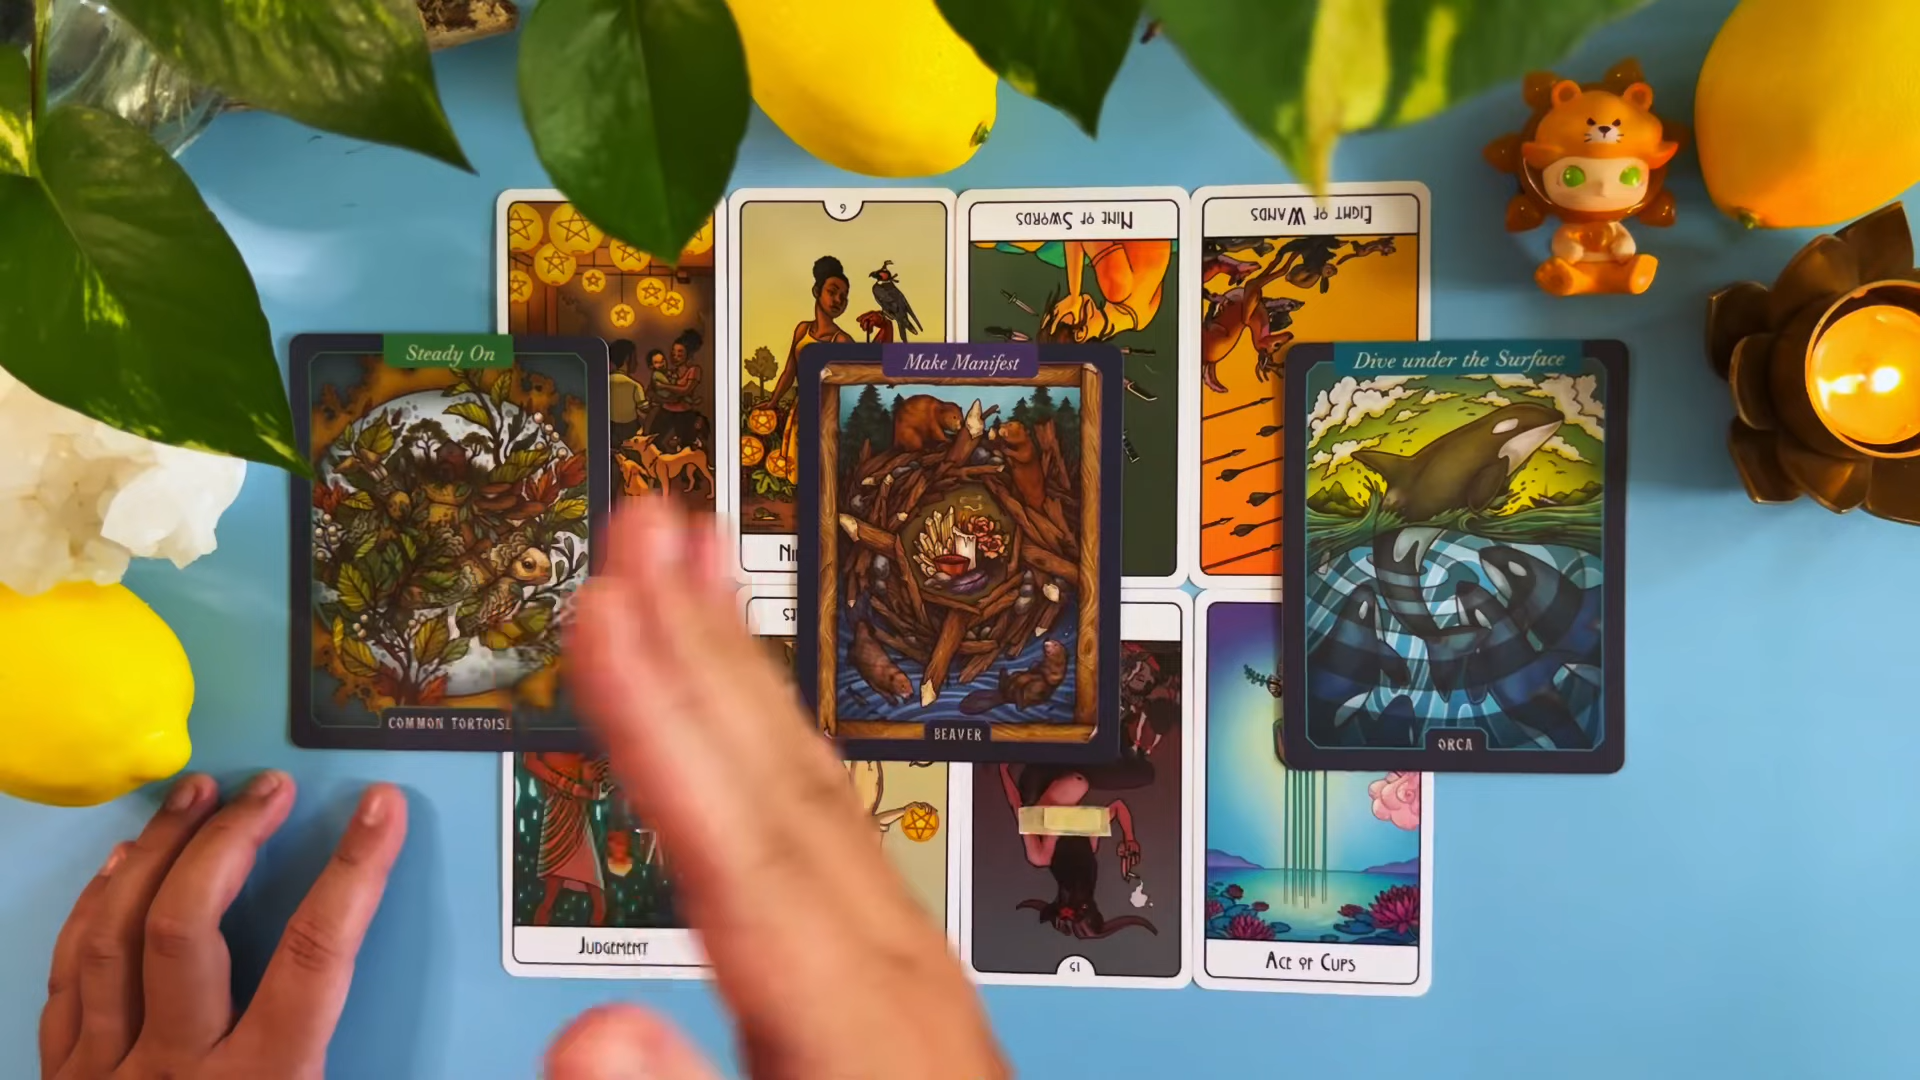 NINE OF SWORDS
EIGHT OF WANDS
Steady On
Make Manifest
Dive under the Surface
COMMON TORTOISE
BEAVER
ORCA
JUDGEMENT
15
ACE OF CUPS